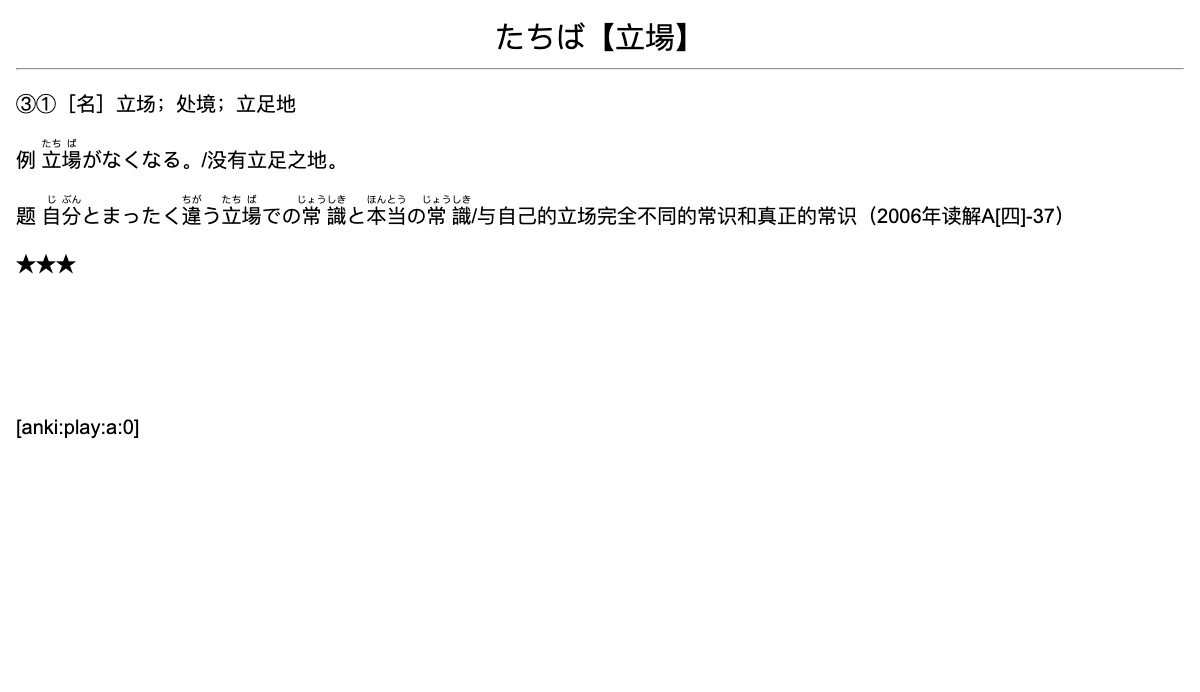 たちば【立場】
③①［名］立场；处境；立足地
たち ば
例 立場がなくなる。/没有立足之地。
じ ぶん ちが たち ば じょうしき ほんとう じょうしき
题 自分とまったく違う立場での常識と本当の常識/与自己的立场完全不同的常识和真正的常识（2006年读解A[四]-37）
★★★
[anki:play:a:0]